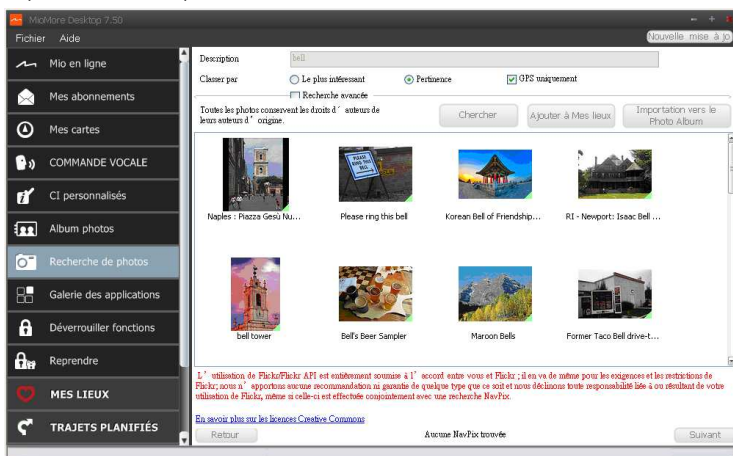 MioMore Desktop 7.50
Fichier Aide
Nouvelle mise à jo
Mio en ligne
Mes abonnements
Mes cartes
COMMANDE VOCALE
CI personnalisés
Album photos
Recherche de photos
Galerie des applications
Déverrouiller fonctions
Reprendre
MES LIEUX
TRAJETS PLANIFIÉS
Description bell
Classer par Le plus intéressant Pertinence GPS uniquement
Recherche avancée
Toutes les photos conservent les droits d´ auteurs de
leurs auteurs d’ origine.
Chercher
Ajouter à Mes lieux
Importation vers le
Photo Album
PLEASE
RING THIS
BELL
Naples : Piazza Gesù Nu...
Please ring this bell
Korean Bell of Friendship...
RI - Newport: Isaac Bell ...
bell tower
Bell's Beer Sampler
Maroon Bells
Former Taco Bell drive-t...
L’ utilisation de Flickr/Flickr API est entièrement soumise à l’ accord entre vous et Flickr ; il en va de même pour les exigences et les restrictions de
Flickr; nous n’ apportons aucune recommandation ni garantie de quelque type que ce soit et nous déclinons toute responsabilité liée à ou résultant de votre
utilisation de Flickr, même si celle-ci est effectuée conjointement avec une recherche NavPix.
En savoir plus sur les licences Creative Commons
Retour
Aucune NavPix trouvée
Suivant